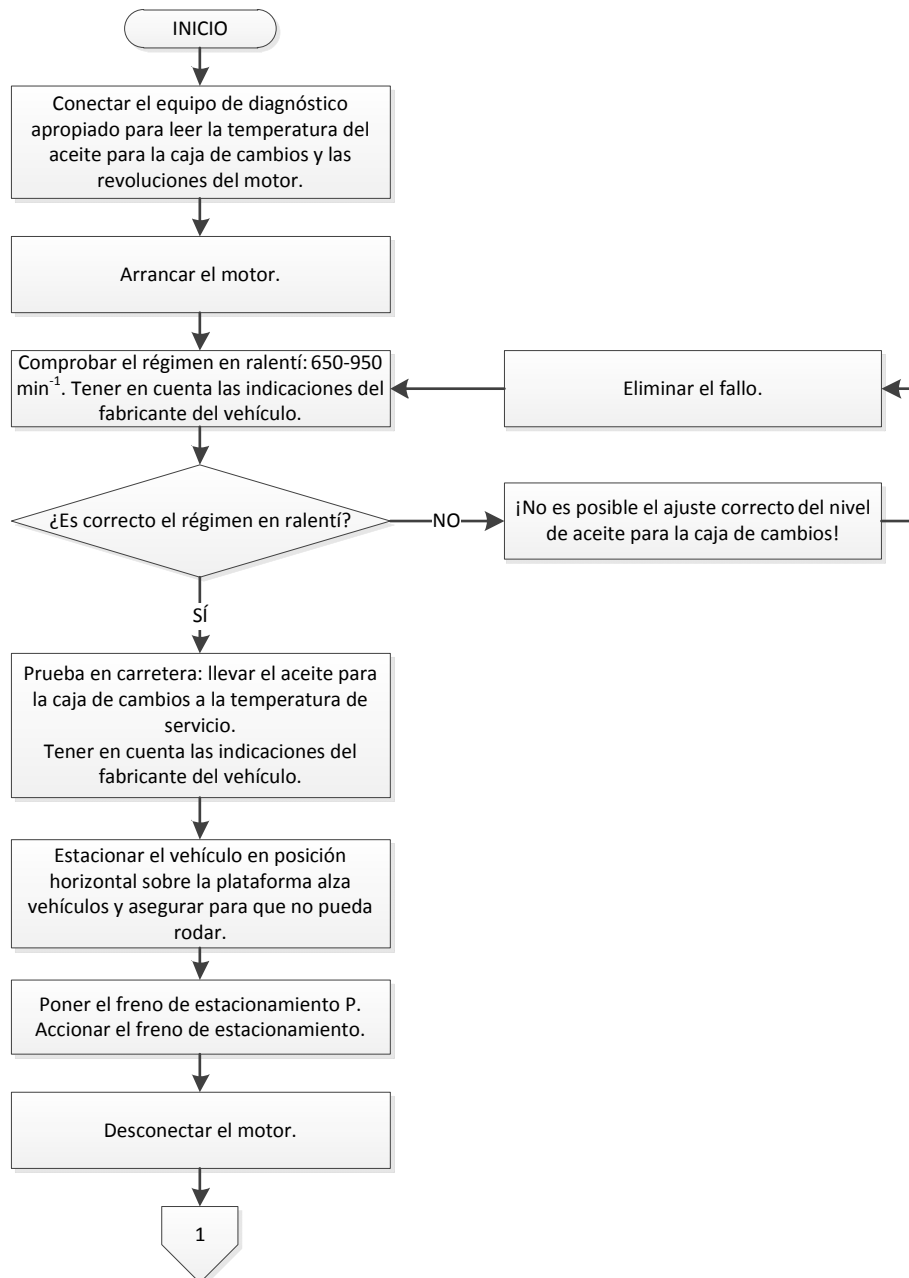 INICIO
Conectar el equipo de diagnóstico
apropiado para leer la temperatura del
aceite para la caja de cambios y las
revoluciones del motor.
Arrancar el motor.
Comprobar el régimen en ralentí: 650-950
min⁻¹. Tener en cuenta las indicaciones del
fabricante del vehículo.
Eliminar el fallo.
¿Es correcto el régimen en ralentí?
NO
¡No es posible el ajuste correcto del nivel
de aceite para la caja de cambios!
SÍ
Prueba en carretera: llevar el aceite para
la caja de cambios a la temperatura de
servicio.
Tener en cuenta las indicaciones del
fabricante del vehículo.
Estacionar el vehículo en posición
horizontal sobre la plataforma alza
vehículos y asegurar para que no pueda
rodar.
Poner el freno de estacionamiento P.
Accionar el freno de estacionamiento.
Desconectar el motor.
1